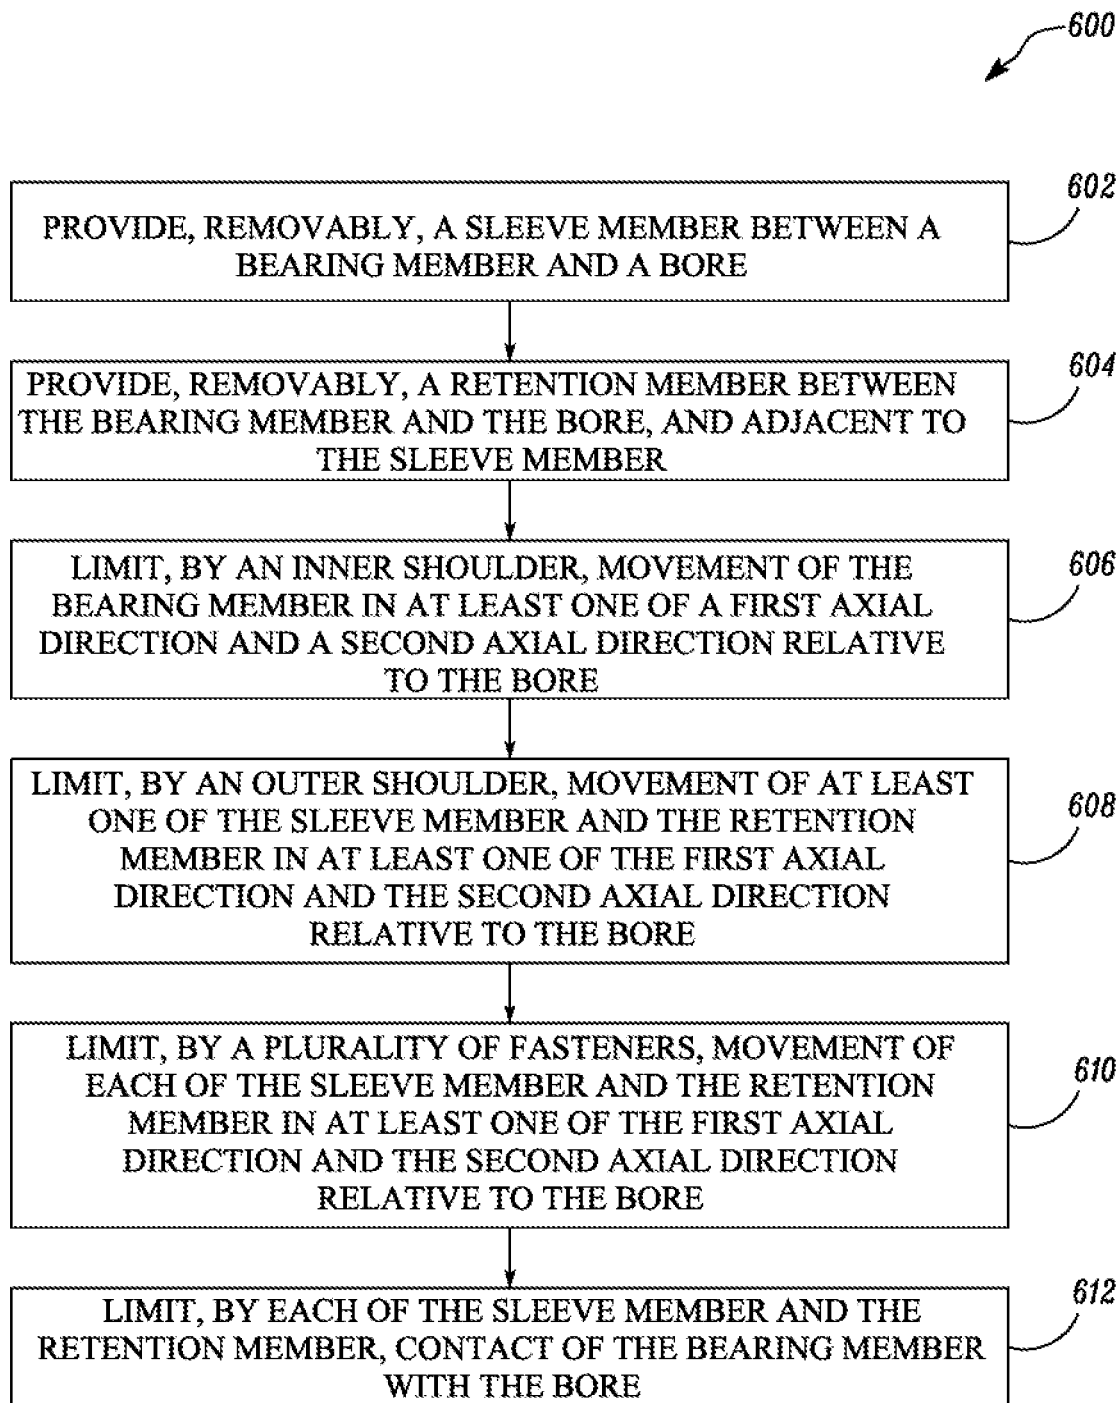 600
602
PROVIDE, REMOVABLY, A SLEEVE MEMBER BETWEEN A
BEARING MEMBER AND A BORE
604
PROVIDE, REMOVABLY, A RETENTION MEMBER BETWEEN
THE BEARING MEMBER AND THE BORE, AND ADJACENT TO
THE SLEEVE MEMBER
606
LIMIT, BY AN INNER SHOULDER, MOVEMENT OF THE
BEARING MEMBER IN AT LEAST ONE OF A FIRST AXIAL
DIRECTION AND A SECOND AXIAL DIRECTION RELATIVE
TO THE BORE
608
LIMIT, BY AN OUTER SHOULDER, MOVEMENT OF AT LEAST
ONE OF THE SLEEVE MEMBER AND THE RETENTION
MEMBER IN AT LEAST ONE OF THE FIRST AXIAL
DIRECTION AND THE SECOND AXIAL DIRECTION
RELATIVE TO THE BORE
610
LIMIT, BY A PLURALITY OF FASTENERS, MOVEMENT OF
EACH OF THE SLEEVE MEMBER AND THE RETENTION
MEMBER IN AT LEAST ONE OF THE FIRST AXIAL
DIRECTION AND THE SECOND AXIAL DIRECTION
RELATIVE TO THE BORE
612
LIMIT, BY EACH OF THE SLEEVE MEMBER AND THE
RETENTION MEMBER, CONTACT OF THE BEARING MEMBER
WITH THE BORE